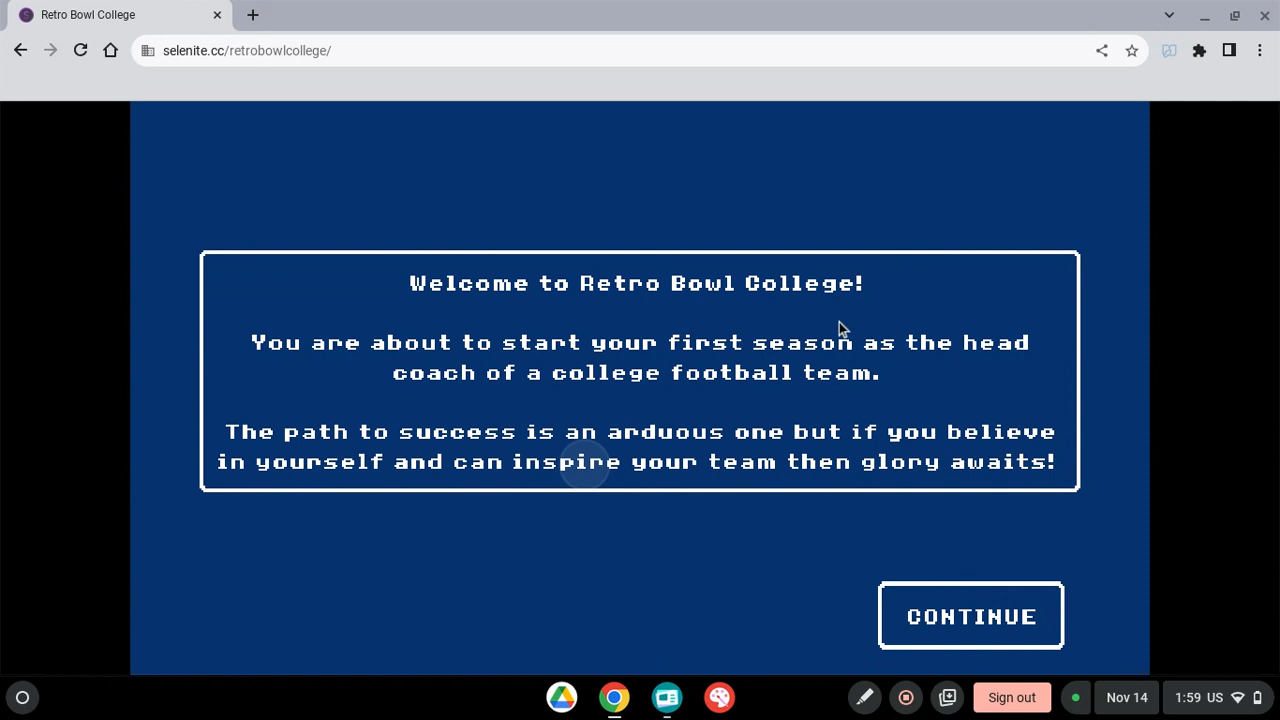 Retro Bowl College
selenite.cc/retrobowlcollege/
Welcome to Retro Bowl College!
You are about to start your first season as the head
coach of a college football team.
The path to success is an arduous one but if you believe
in yourself and can inspire your team then glory awaits!
CONTINUE
Sign out
Nov 14
1:59 US